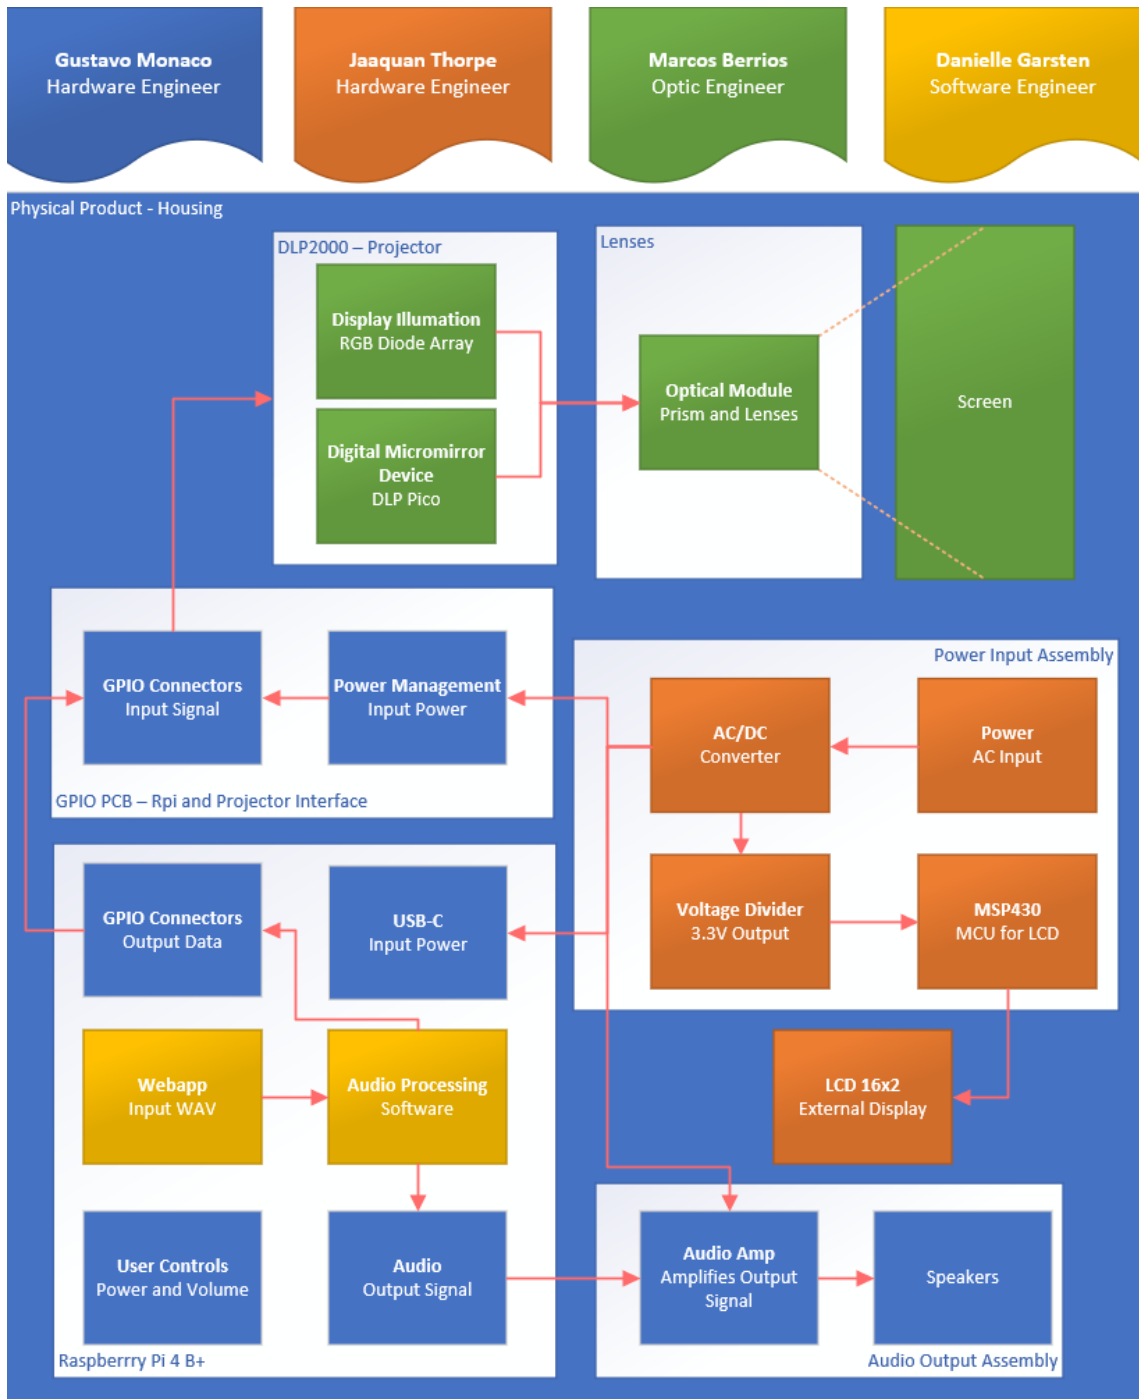 Gustavo Monaco
Hardware Engineer
Jaaquan Thorpe
Hardware Engineer
Marcos Berrios
Optic Engineer
Danielle Garsten
Software Engineer
Physical Product - Housing
DLP2000 – Projector
Display Illumation
RGB Diode Array
Digital Micromirror
Device
DLP Pico
Lenses
Optical Module
Prism and Lenses
Screen
GPIO Connectors
Input Signal
Power Management
Input Power
GPIO PCB – Rpi and Projector Interface
Power Input Assembly
AC/DC
Converter
Power
AC Input
Voltage Divider
3.3V Output
MSP430
MCU for LCD
LCD 16x2
External Display
GPIO Connectors
Output Data
USB-C
Input Power
Webapp
Input WAV
Audio Processing
Software
User Controls
Power and Volume
Audio
Output Signal
Raspberrry Pi 4 B+
Audio Amp
Amplifies Output
Signal
Speakers
Audio Output Assembly